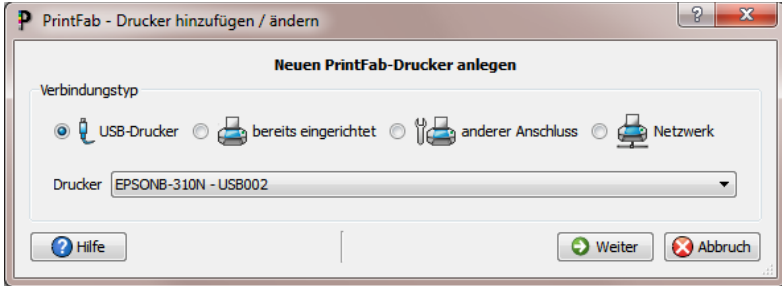 PrintFab - Drucker hinzufügen / ändern
Neuen PrintFab-Drucker anlegen
Verbindungstyp
USB-Drucker bereits eingerichtet anderer Anschluss Netzwerk
Drucker EPSONB-310N - USB002
Hilfe Weiter Abbruch